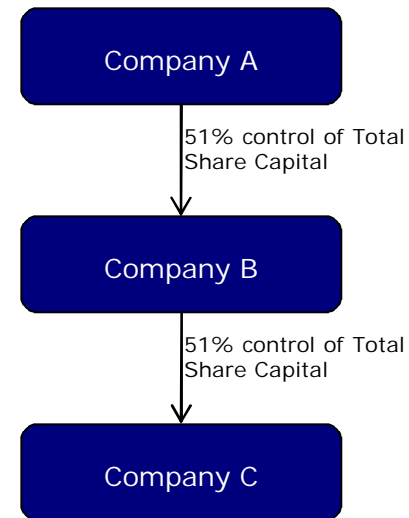 Company A
51% control of Total
Share Capital
Company B
51% control of Total
Share Capital
Company C